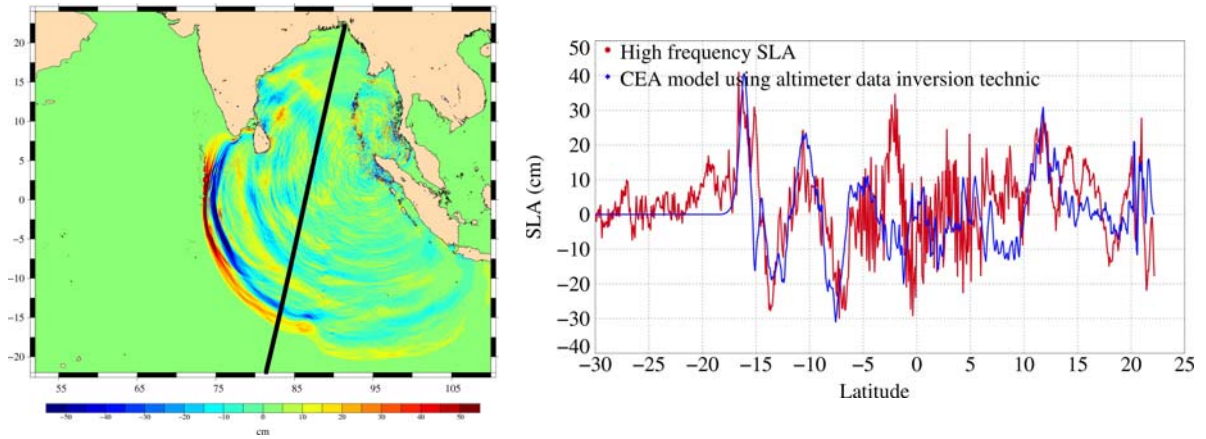 20
15
10
5
0
−5
−10
−15
−20
55 65 75 85 95 105
−50 −40 −30 −20 −10 0 10 20 30 40 50
cm
50
40
30
20
10
0
−10
−20
−30
−40
SLA (cm)
High frequency SLA
CEA model using altimeter data inversion technic
−30 −25 −20 −15 −10 −5 0 5 10 15 20 25
Latitude